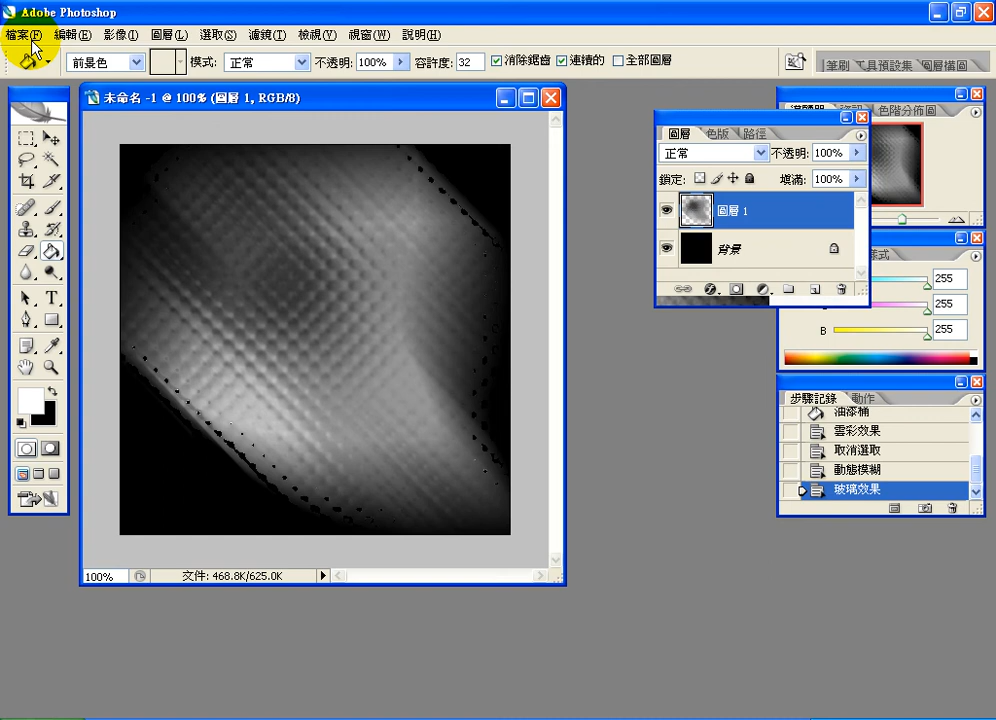 Adobe Photoshop
檔案(F) 編輯(E) 影像(I) 圖層(L) 選取(S) 濾鏡(T) 檢視(V) 視窗(W) 說明(H)
前景色 模式: 正常 不透明: 100% 容許度: 32 消除鋸齒 連續的 全部圖層
筆刷 工具預設集 圖層構圖
未命名 -1 @ 100% (圖層 1, RGB/8)
色階分佈圖
圖層 色版 路徑
正常 不透明: 100%
鎖定: 填滿: 100%
圖層 1
背景
255
255
B 255
步驟記錄 動作
油漆桶
雲彩效果
取消選取
動態模糊
玻璃效果
100% 文件: 468.8K/625.0K